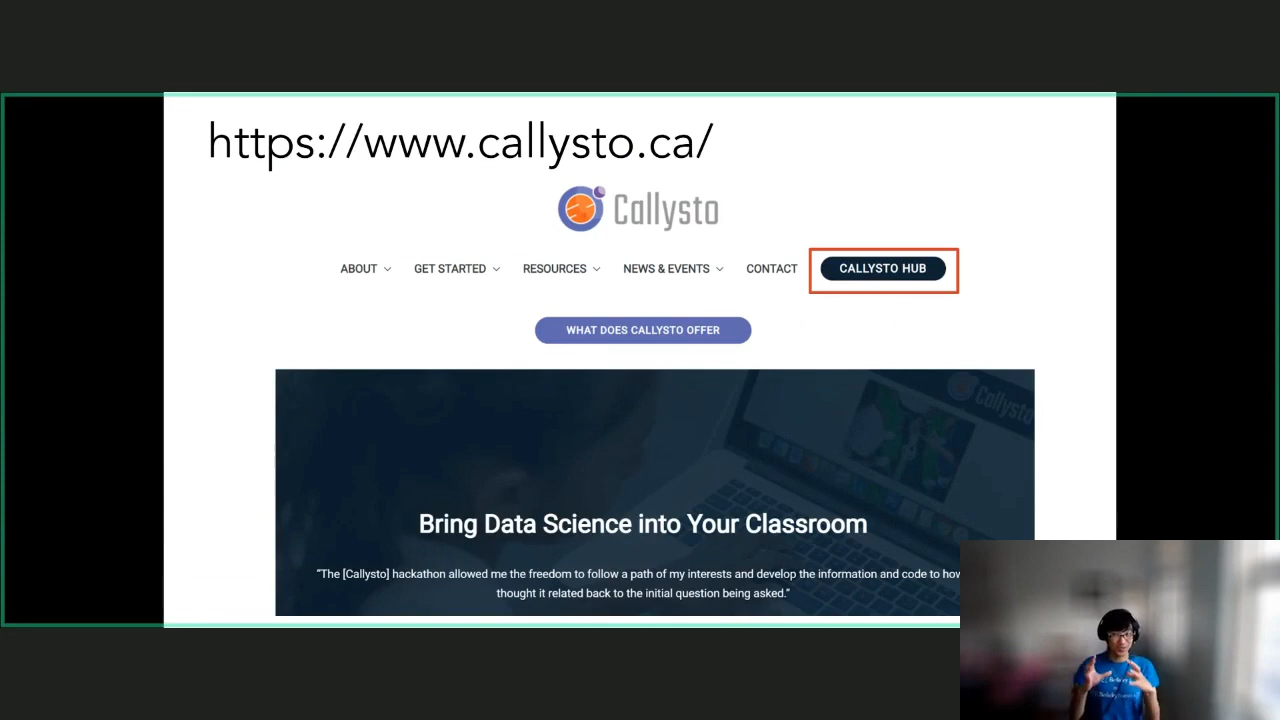 https://www.callysto.ca/
Callysto
ABOUT GET STARTED RESOURCES NEWS & EVENTS CONTACT CALLYSTO HUB
WHAT DOES CALLYSTO OFFER
Callysto
Bring Data Science into Your Classroom
“The [Callysto] hackathon allowed me the freedom to follow a path of my interests and develop the information and code to how
thought it related back to the initial question being asked.”